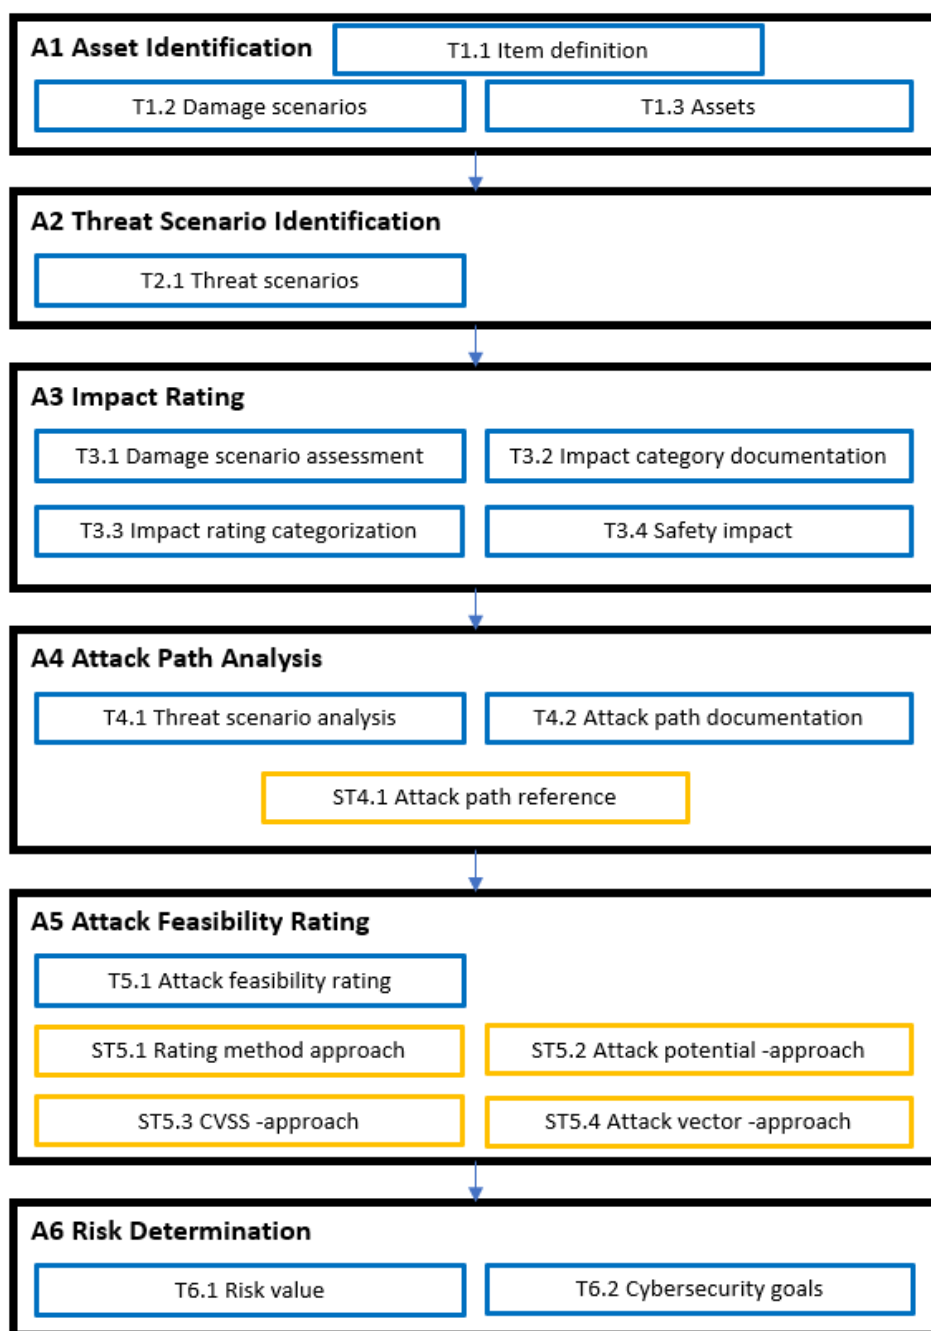 A1 Asset Identification
T1.1 Item definition
T1.2 Damage scenarios
T1.3 Assets
A2 Threat Scenario Identification
T2.1 Threat scenarios
A3 Impact Rating
T3.1 Damage scenario assessment
T3.2 Impact category documentation
T3.3 Impact rating categorization
T3.4 Safety impact
A4 Attack Path Analysis
T4.1 Threat scenario analysis
T4.2 Attack path documentation
ST4.1 Attack path reference
A5 Attack Feasibility Rating
T5.1 Attack feasibility rating
ST5.1 Rating method approach
ST5.2 Attack potential -approach
ST5.3 CVSS -approach
ST5.4 Attack vector -approach
A6 Risk Determination
T6.1 Risk value
T6.2 Cybersecurity goals